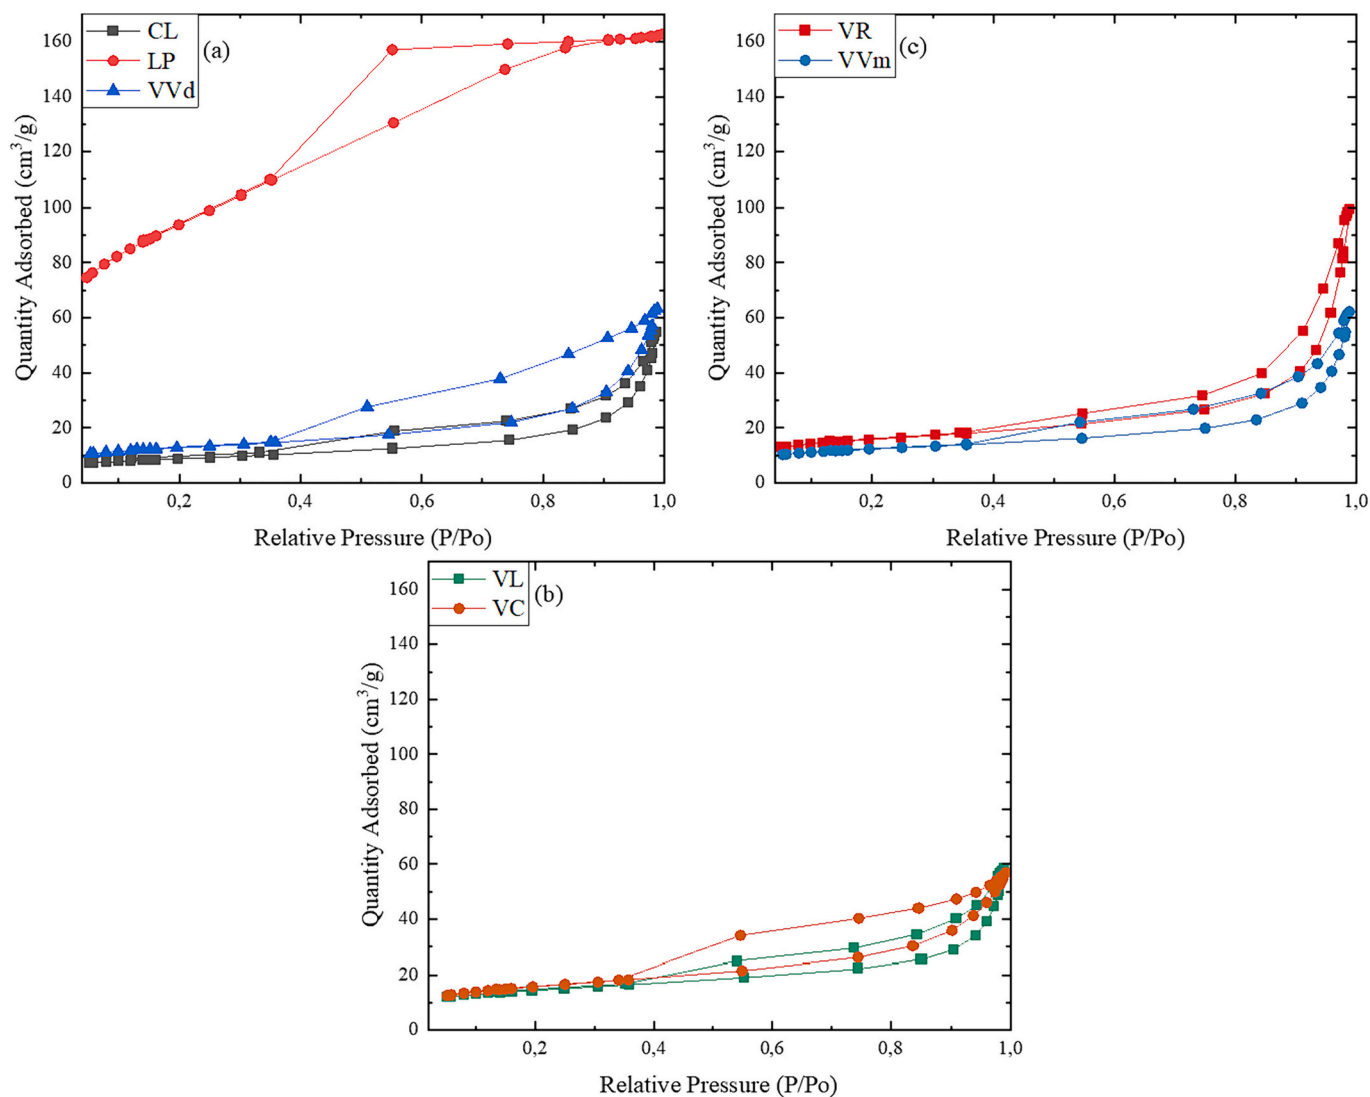 CL
LP
VVd
(a)
160
140
120
100
80
60
40
20
0
Quantity Adsorbed (cm³/g)
0,2
0,4
0,6
0,8
1,0
Relative Pressure (P/Po)
VR
VVm
(c)
160
140
120
100
80
60
40
20
0
Quantity Adsorbed (cm³/g)
0,2
0,4
0,6
0,8
1,0
Relative Pressure (P/Po)
VL
VC
(b)
160
140
120
100
80
60
40
20
0
Quantity Adsorbed (cm³/g)
0,2
0,4
0,6
0,8
1,0
Relative Pressure (P/Po)